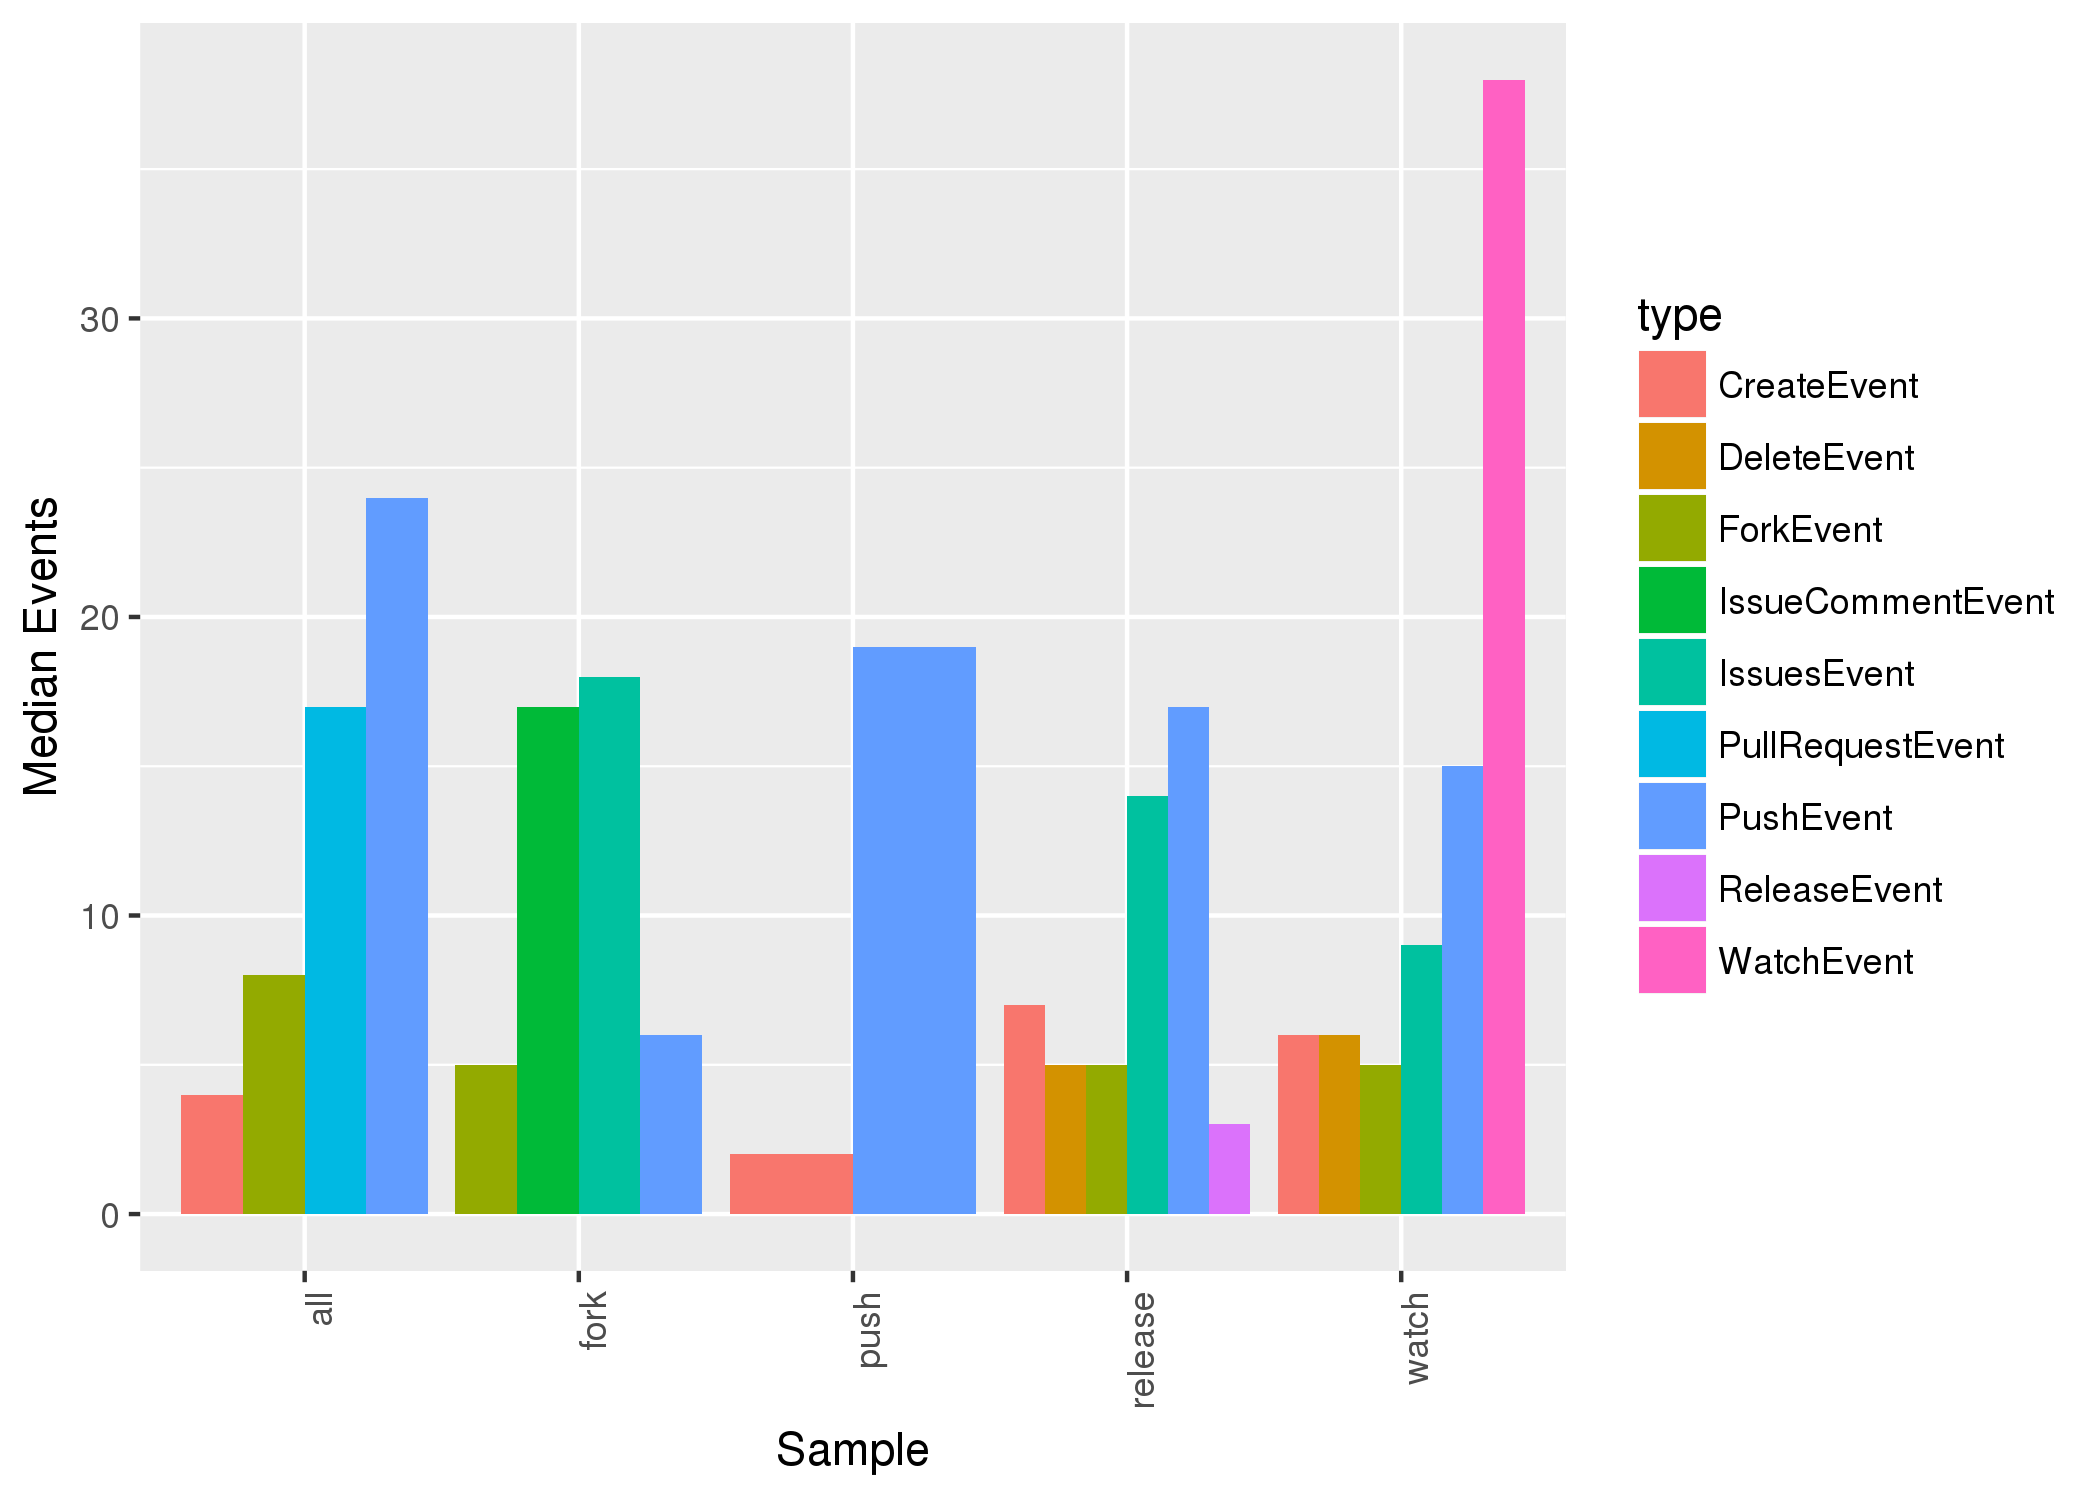 Median Events
30
20
10
0
all
fork
push
release
watch
Sample
type
CreateEvent
DeleteEvent
ForkEvent
IssueCommentEvent
IssuesEvent
PullRequestEvent
PushEvent
ReleaseEvent
WatchEvent